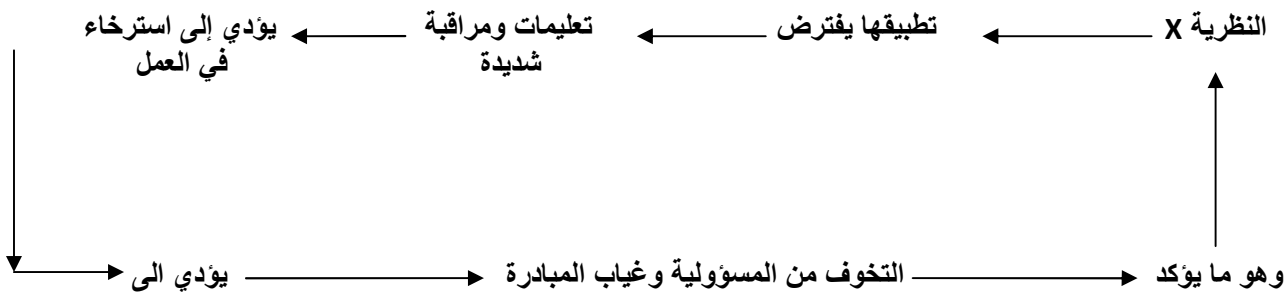 النظرية X
تطبيقها يفترض
تعليمات ومراقبة
شديدة
يؤدي إلى استرخاء
في العمل
يؤدي الى
التخوف من المسؤولية وغياب المبادرة
وهو ما يؤكد